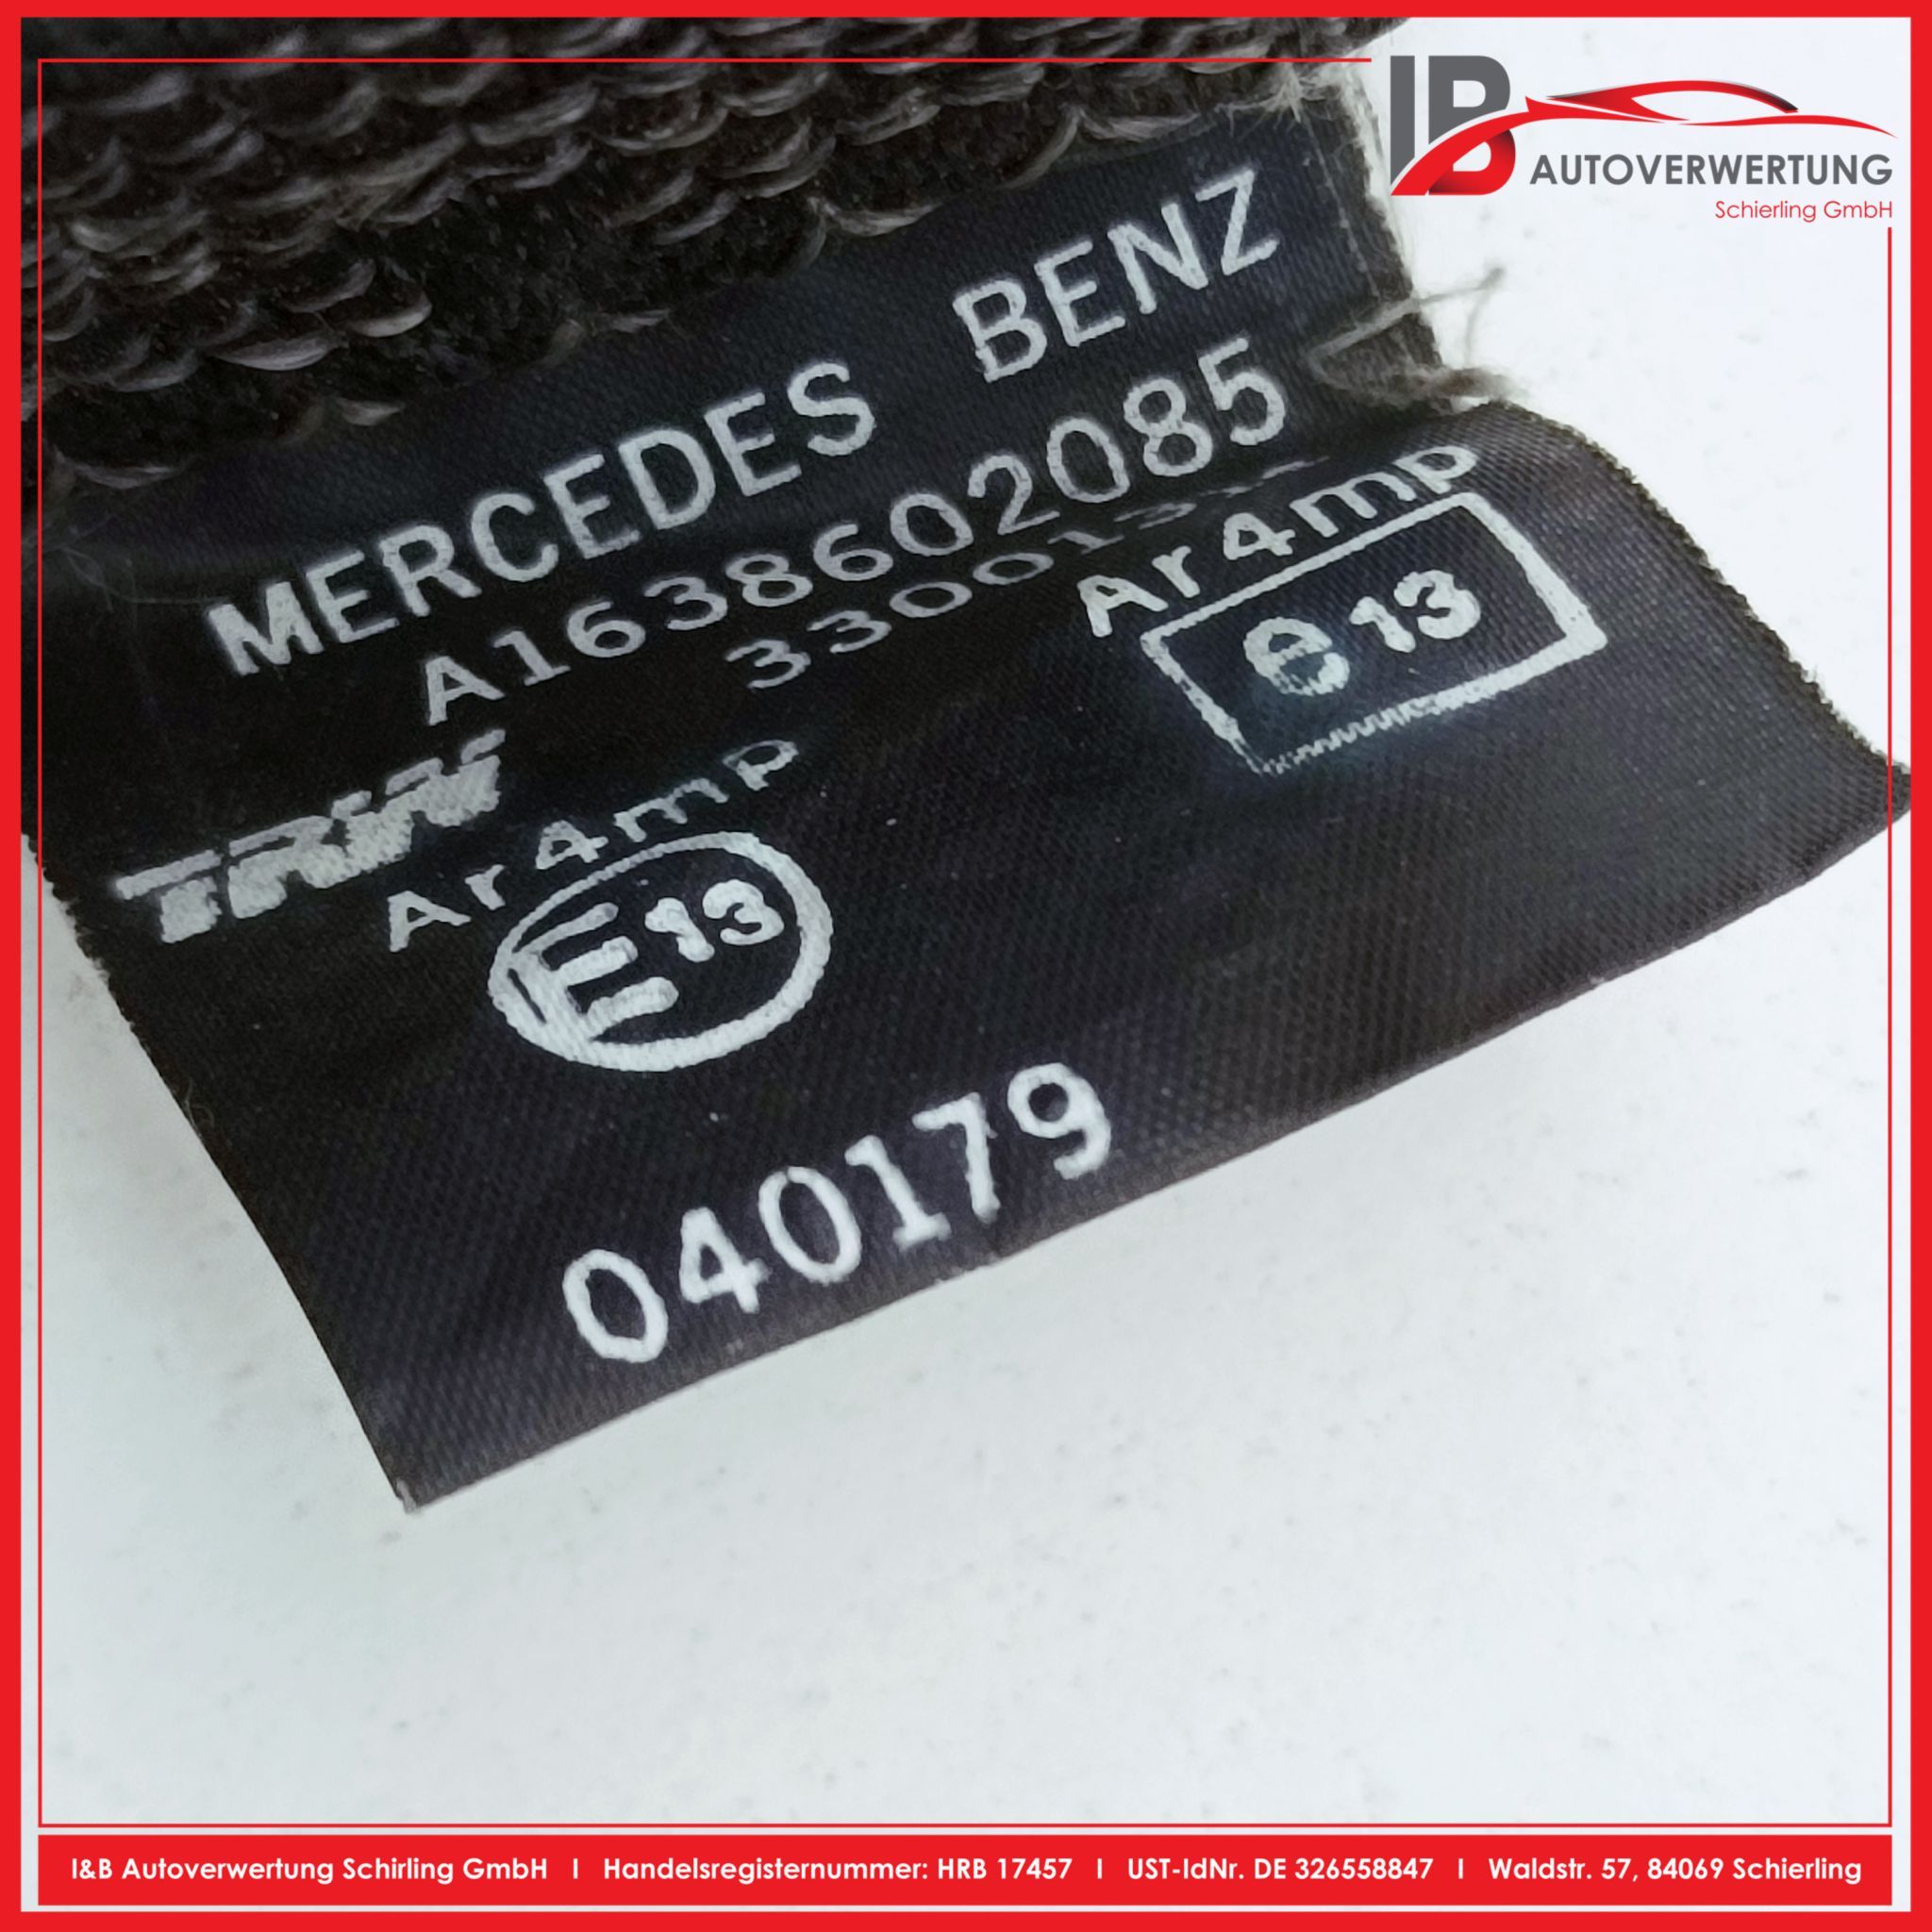 IB
AUTOVERWERTUNG
Schierling GmbH
MERCEDES BENZ
A1638602085
TRW
Ar4mp
e13
Ar4mp
E13
040179
I&B Autoverwertung Schirling GmbH I Handelsregisternummer: HRB 17457 I UST-IdNr. DE 326558847 I Waldstr. 57, 84069 Schierling